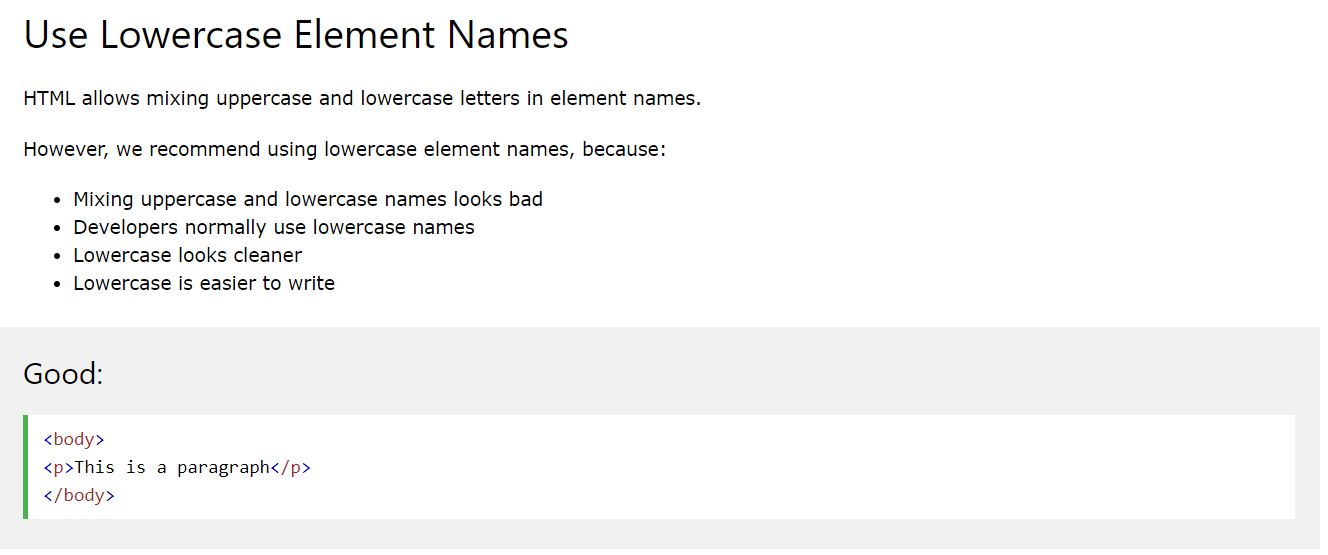 Use Lowercase Element Names
HTML allows mixing uppercase and lowercase letters in element names.
However, we recommend using lowercase element names, because:
• Mixing uppercase and lowercase names looks bad
• Developers normally use lowercase names
• Lowercase looks cleaner
• Lowercase is easier to write
Good:
<body>
<p>This is a paragraph</p>
</body>